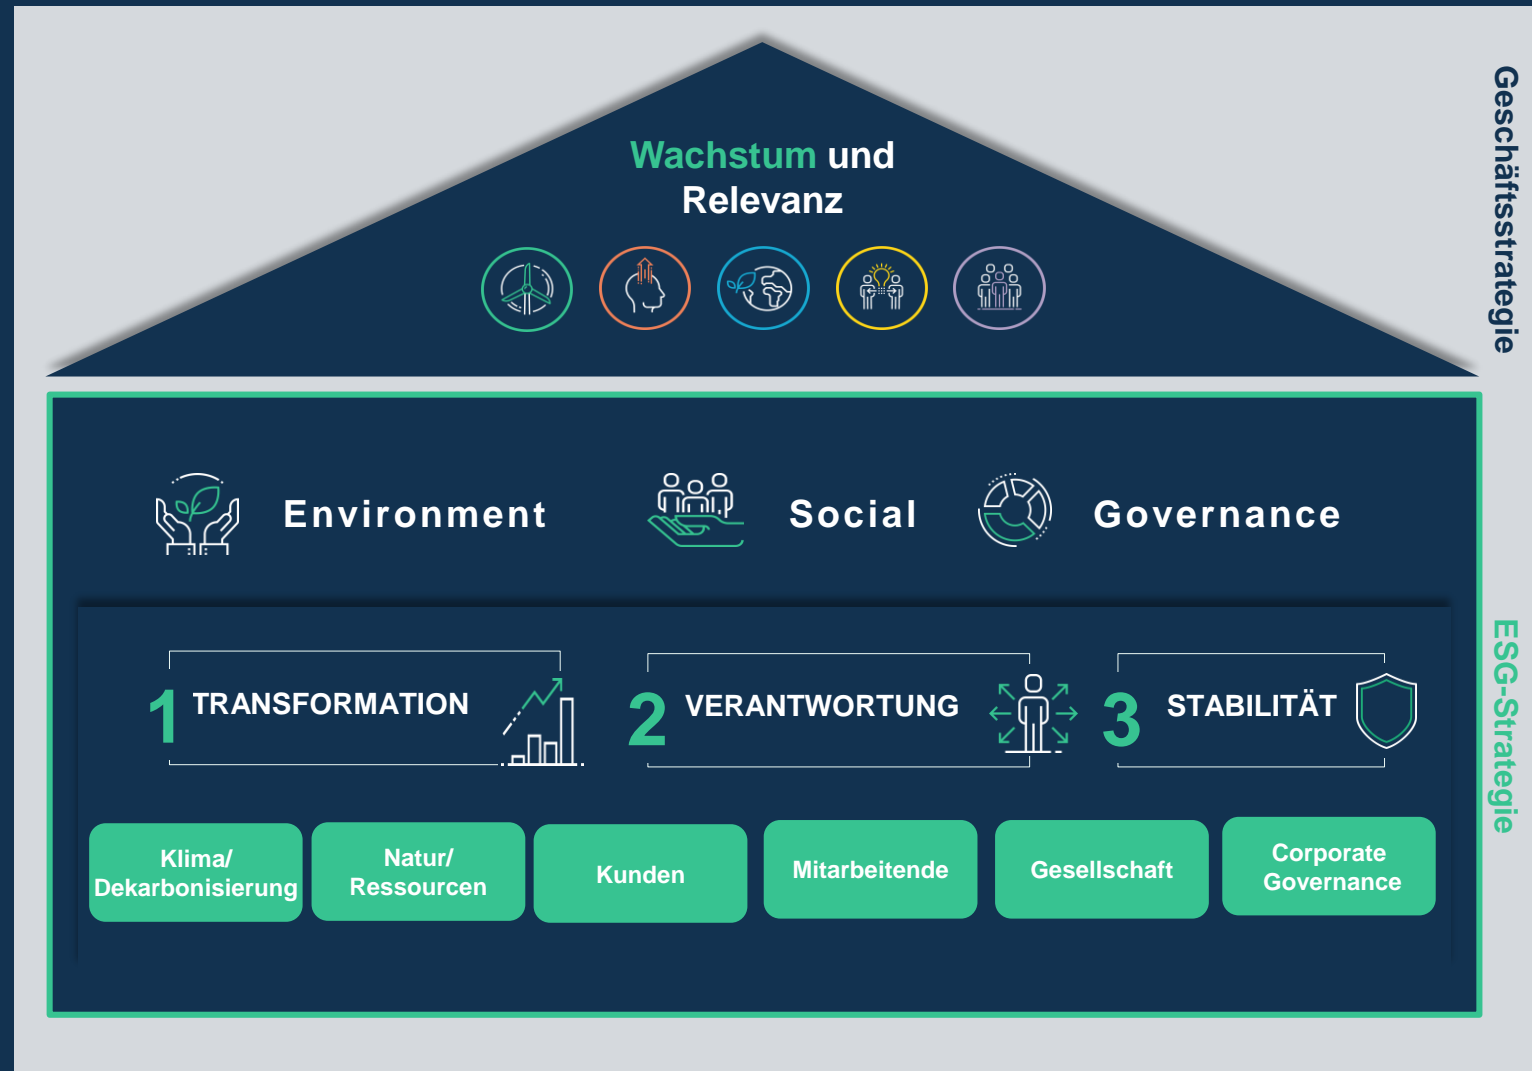 Wachstum und
Relevanz
Geschäftsstrategie
Environment
Social
Governance
1 TRANSFORMATION
2 VERANTWORTUNG
3 STABILITÄT
ESG-Strategie
Klima/
Dekarbonisierung
Natur/
Ressourcen
Kunden
Mitarbeitende
Gesellschaft
Corporate
Governance